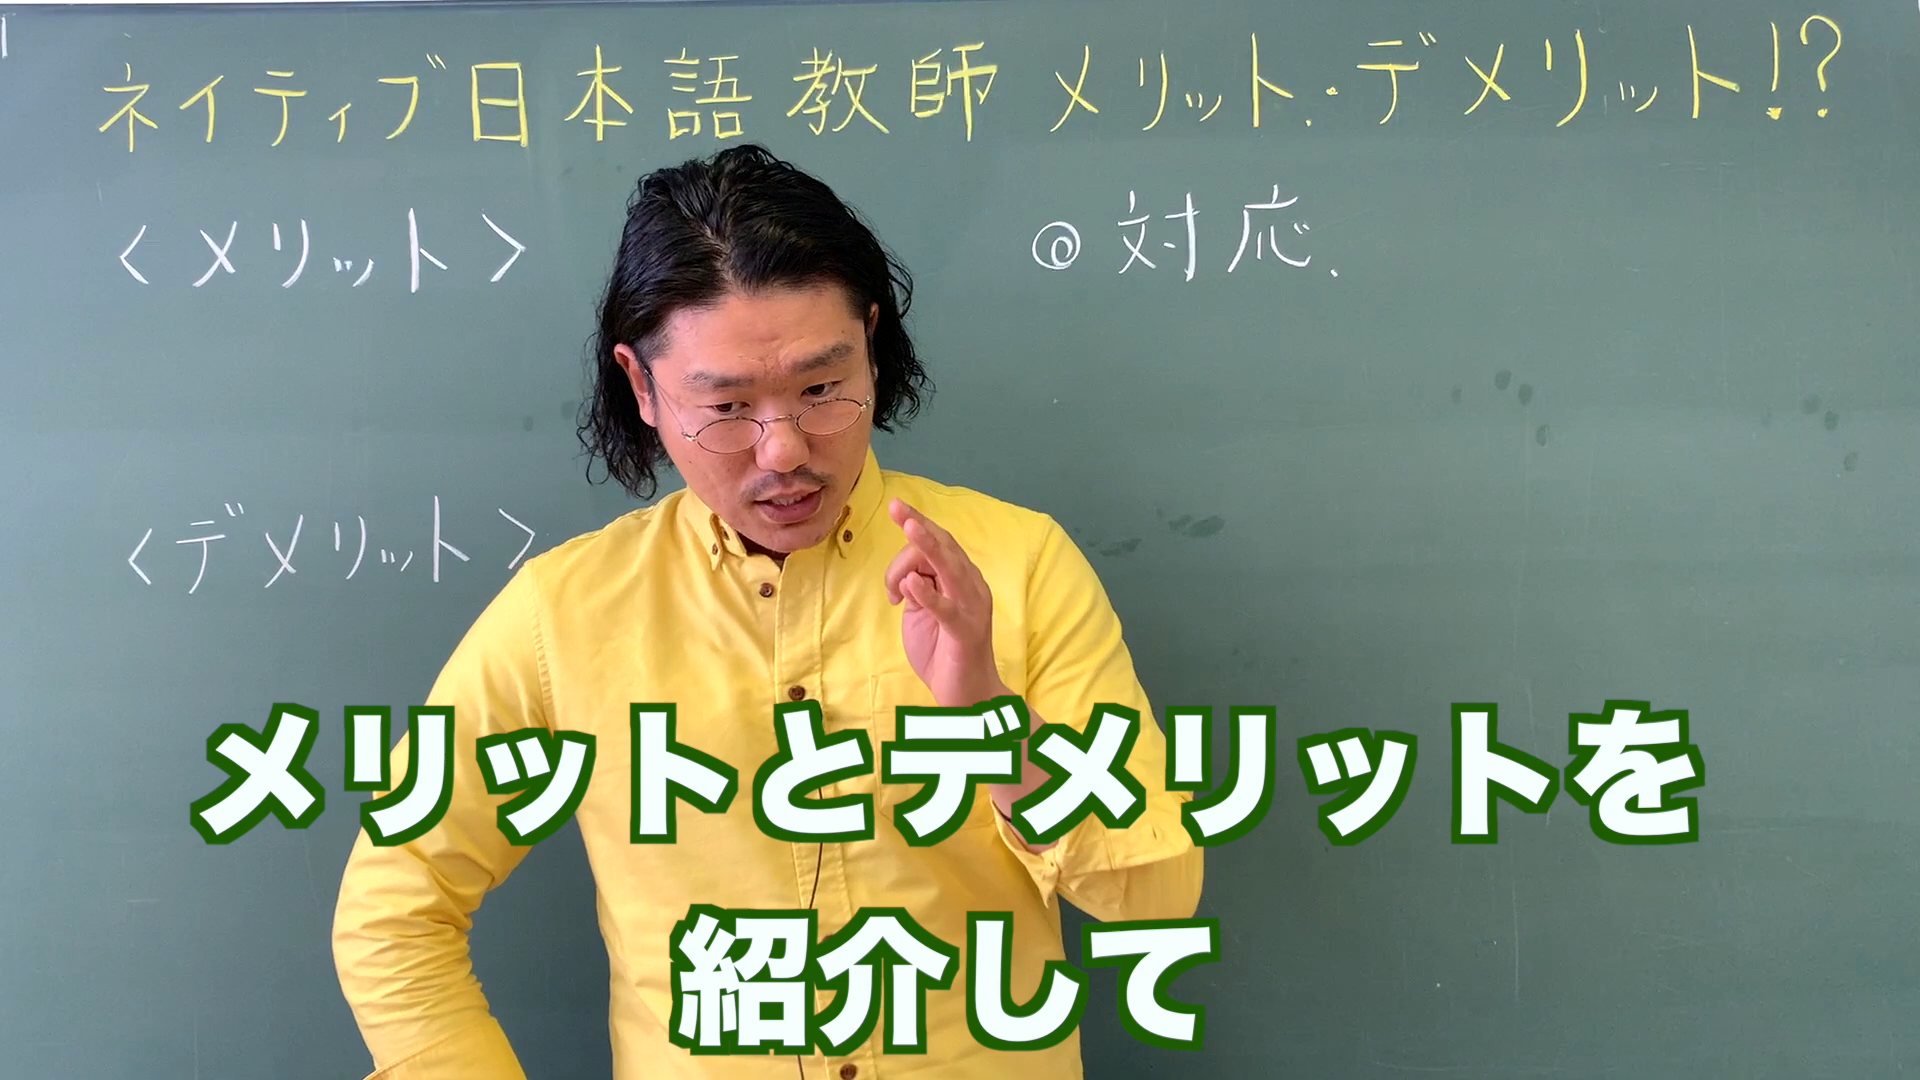 ネイティブ日本語教師 メリット・デメリット!?
<メリット>
◎対応.
<デメリット>
メリットとデメリットを
紹介して